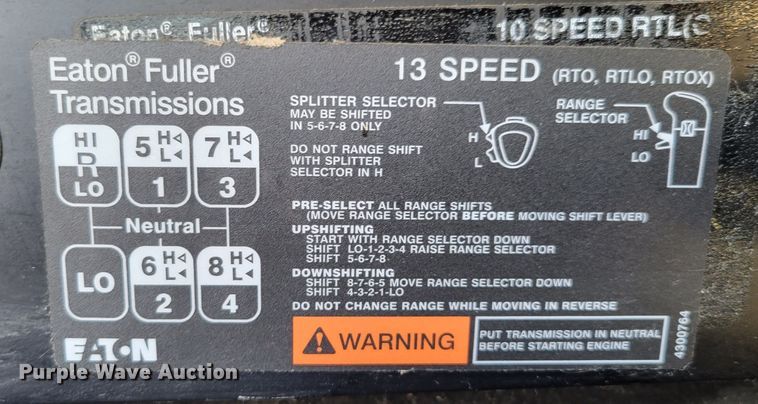 Eaton® Fuller®
10 SPEED RTL(C
Eaton® Fuller®
Transmissions
13 SPEED (RTO, RTLO, RTOX)
HI
R
LO
5 H
L
1
7 H
L
3
Neutral
LO
6 H
L
2
8 H
L
4
EATON
SPLITTER SELECTOR
MAY BE SHIFTED
IN 5-6-7-8 ONLY
H
L
RANGE
SELECTOR
HI
LO
DO NOT RANGE SHIFT
WITH SPLITTER
SELECTOR IN H
PRE-SELECT ALL RANGE SHIFTS
(MOVE RANGE SELECTOR BEFORE MOVING SHIFT LEVER)
UPSHIFTING
START WITH RANGE SELECTOR DOWN
SHIFT LO-1-2-3-4 RAISE RANGE SELECTOR
SHIFT 5-6-7-8
DOWNSHIFTING
SHIFT 8-7-6-5 MOVE RANGE SELECTOR DOWN
SHIFT 4-3-2-1-LO
DO NOT CHANGE RANGE WHILE MOVING IN REVERSE
WARNING
PUT TRANSMISSION IN NEUTRAL
BEFORE STARTING ENGINE
4300764
Purple Wave Auction